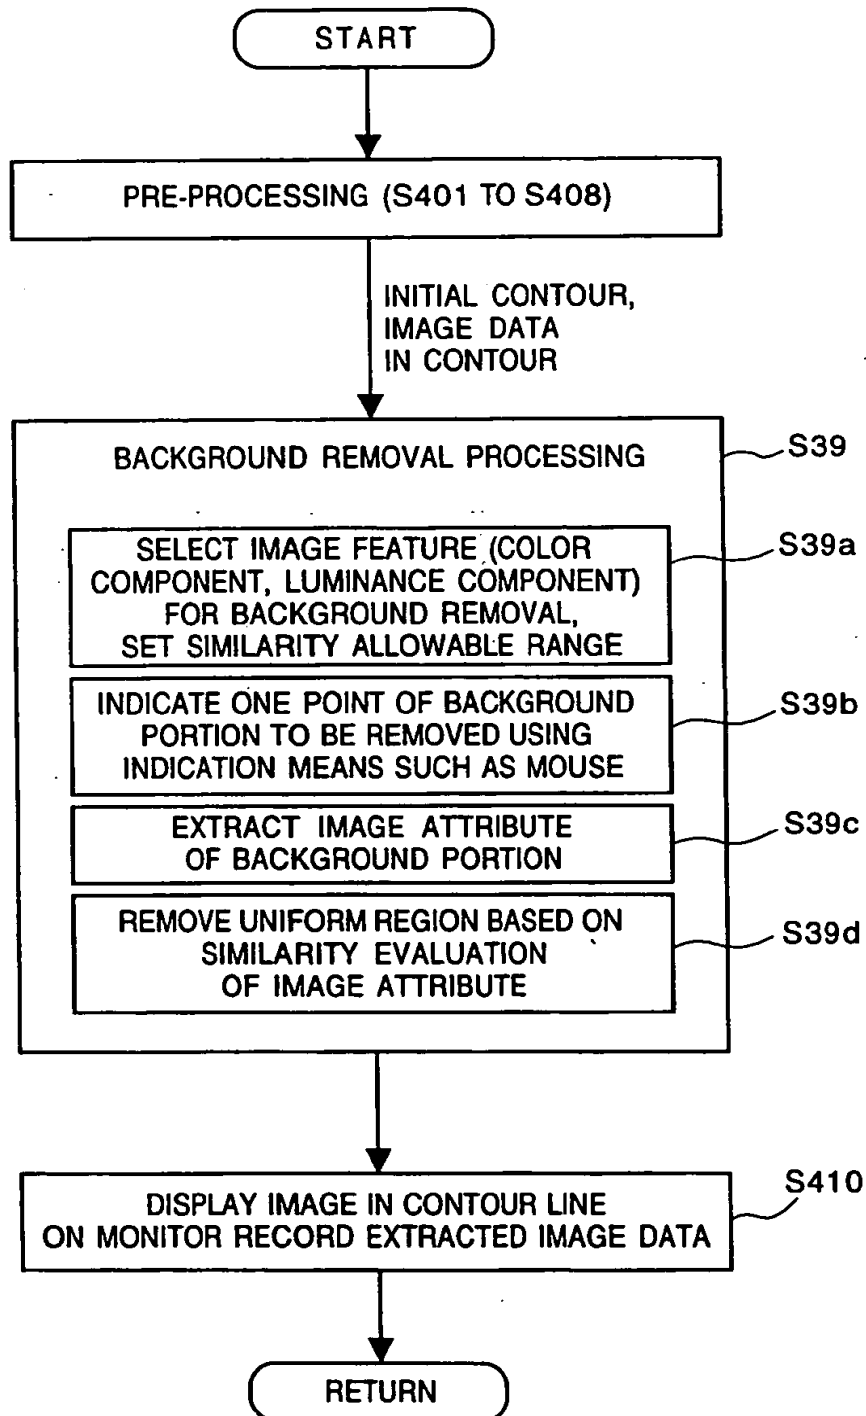 START
PRE-PROCESSING (S401 TO S408)
INITIAL CONTOUR,
IMAGE DATA
IN CONTOUR
BACKGROUND REMOVAL PROCESSING
S39
SELECT IMAGE FEATURE (COLOR
COMPONENT, LUMINANCE COMPONENT)
FOR BACKGROUND REMOVAL,
SET SIMILARITY ALLOWABLE RANGE
S39a
INDICATE ONE POINT OF BACKGROUND
PORTION TO BE REMOVED USING
INDICATION MEANS SUCH AS MOUSE
S39b
EXTRACT IMAGE ATTRIBUTE
OF BACKGROUND PORTION
S39c
REMOVE UNIFORM REGION BASED ON
SIMILARITY EVALUATION
OF IMAGE ATTRIBUTE
S39d
DISPLAY IMAGE IN CONTOUR LINE
ON MONITOR RECORD EXTRACTED IMAGE DATA
S410
RETURN